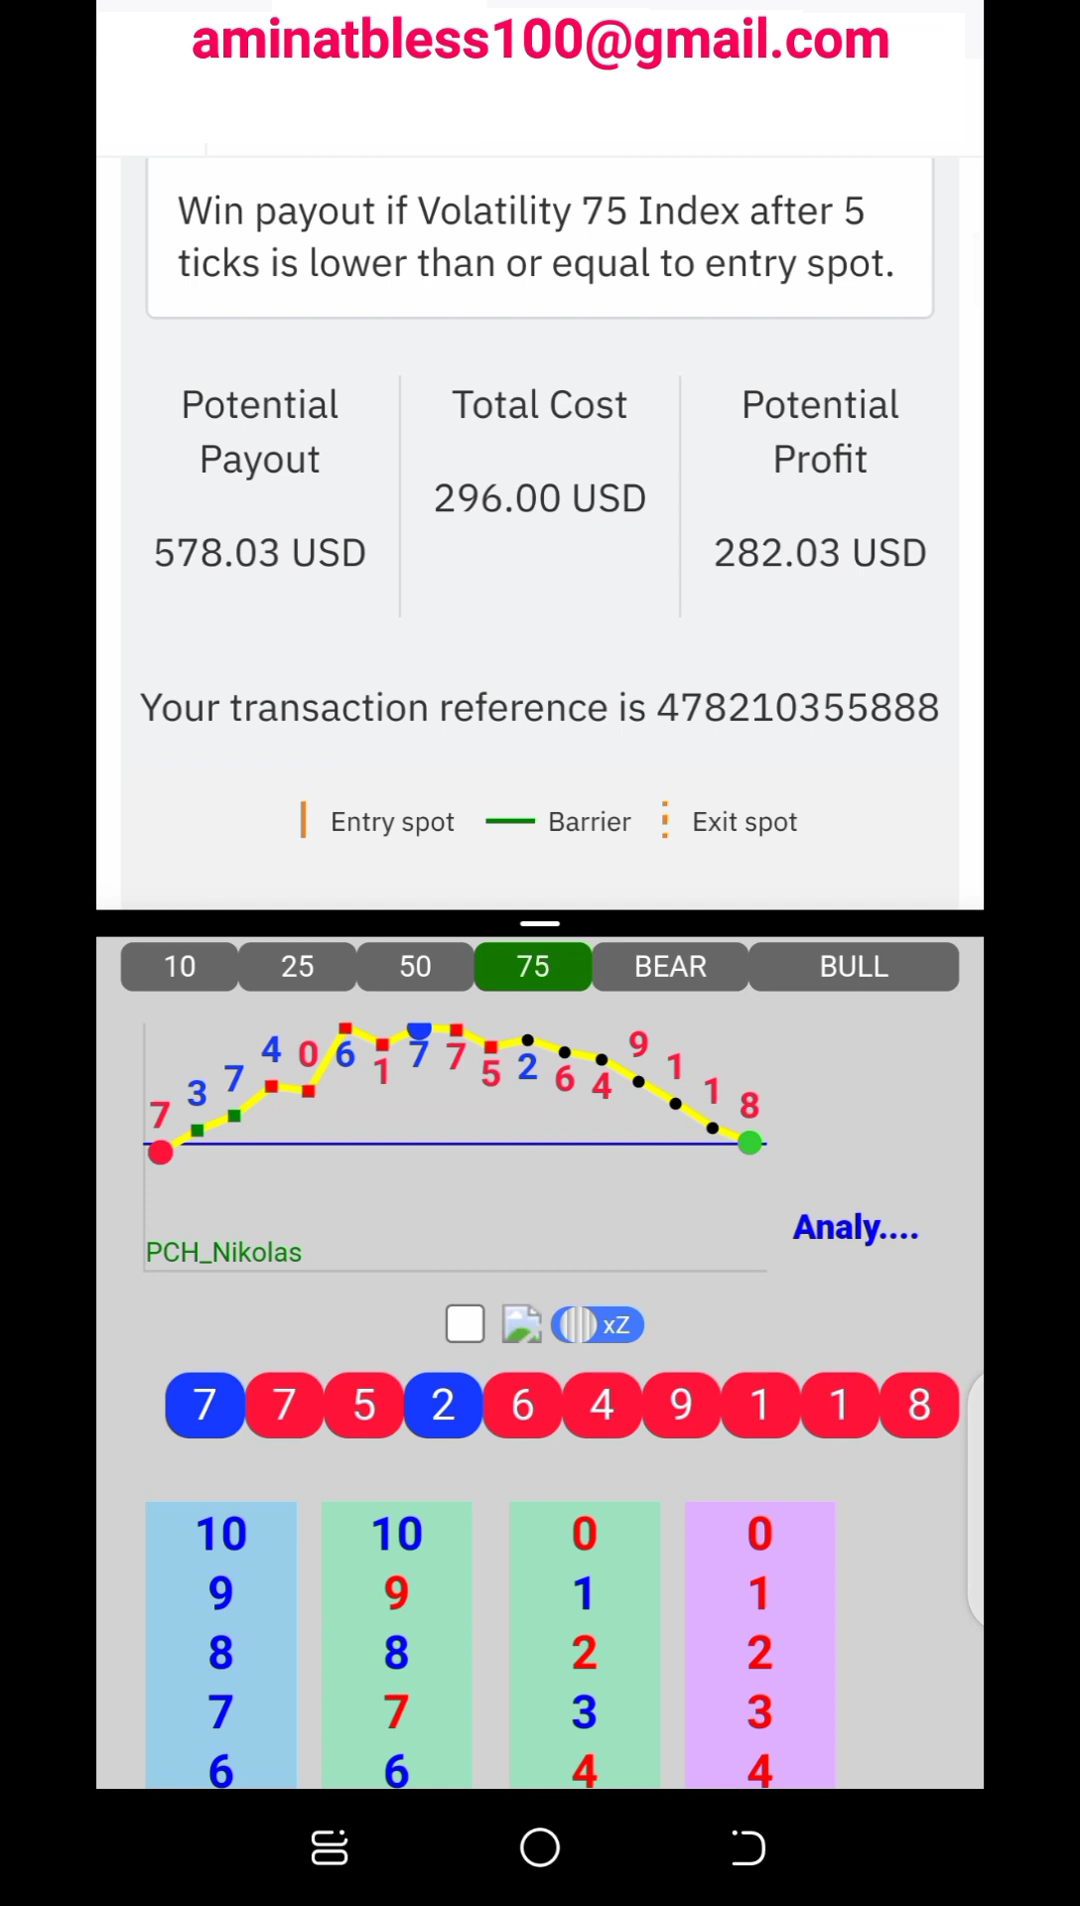 aminatbless100@gmail.com
Win payout if Volatility 75 Index after 5
ticks is lower than or equal to entry spot.
Potential
Payout
578.03 USD
Total Cost
296.00 USD
Potential
Profit
282.03 USD
Your transaction reference is 478210355888
Entry spot Barrier Exit spot
10 25 50 75 BEAR BULL
7 3 7 4 0 6 1 7 7 5 2 6 4 9 1 1 8
Analy....
PCH_Nikolas
xZ
7 7 5 2 6 4 9 1 1 8
10 10 0 0
9 9 1 1
8 8 2 2
7 7 3 3
6 6 4 4